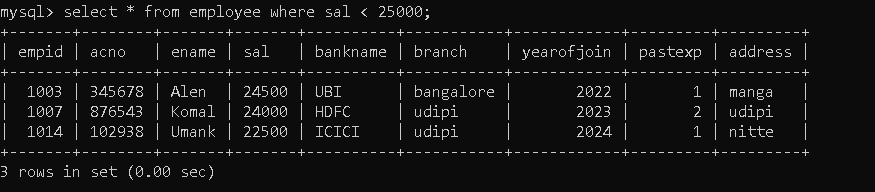 mysql> select * from employee where sal < 25000;
+-------+--------+-------+-------+----------+-----------+------------+---------+---------+
| empid | acno   | ename | sal   | bankname | branch    | yearofjoin | pastexp | address |
+-------+--------+-------+-------+----------+-----------+------------+---------+---------+
|  1003 | 345678 | Alen  | 24500 | UBI      | bangalore |       2022 |       1 | manga   |
|  1007 | 876543 | Komal | 24000 | HDFC     | udipi     |       2023 |       2 | udipi   |
|  1014 | 102938 | Umank | 22500 | ICICI    | udipi     |       2024 |       1 | nitte   |
+-------+--------+-------+-------+----------+-----------+------------+---------+---------+
3 rows in set (0.00 sec)